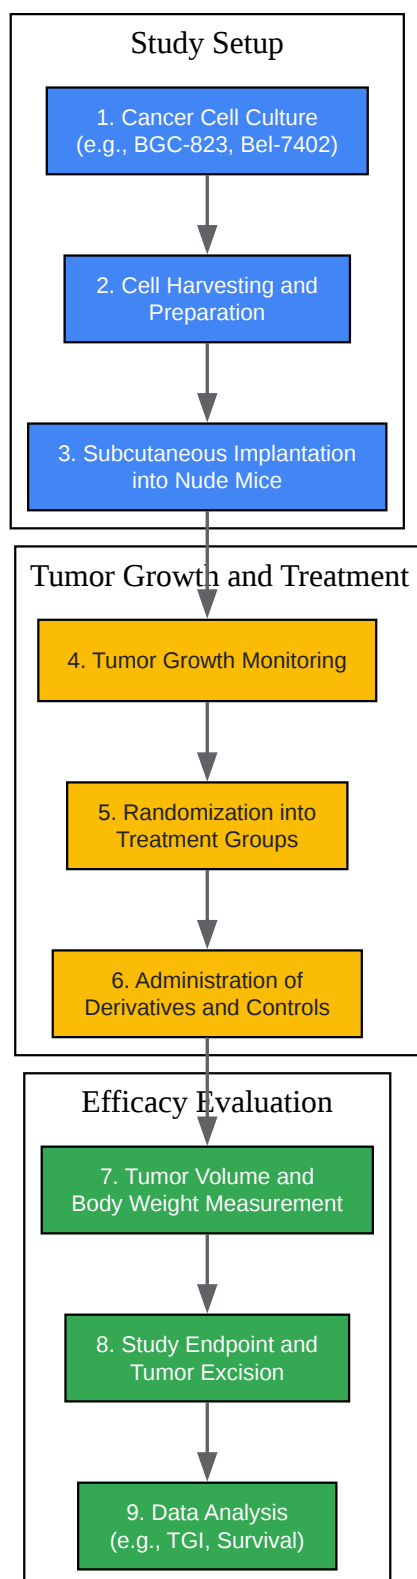 Study Setup
1. Cancer Cell Culture
(e.g., BGC-823, Bel-7402)
2. Cell Harvesting and
Preparation
3. Subcutaneous Implantation
into Nude Mice
Tumor Growth and Treatment
4. Tumor Growth Monitoring
5. Randomization into
Treatment Groups
6. Administration of
Derivatives and Controls
Efficacy Evaluation
7. Tumor Volume and
Body Weight Measurement
8. Study Endpoint and
Tumor Excision
9. Data Analysis
(e.g., TGI, Survival)